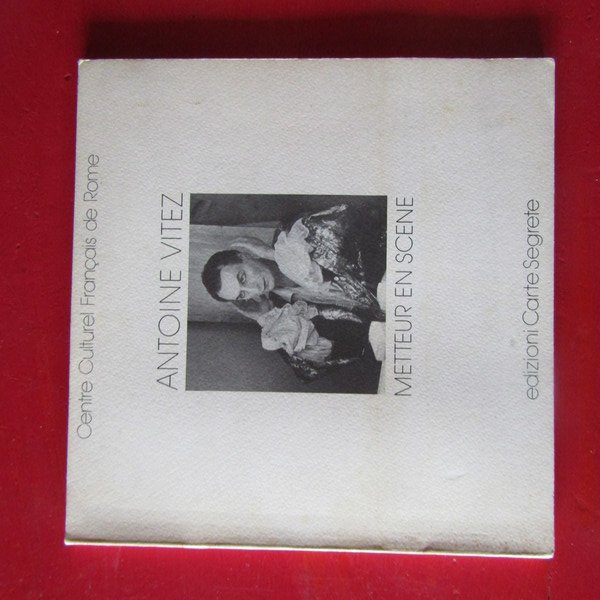 Centre Culturel Français de Rome
ANTOINE VITEZ
METTEUR EN SCENE
edizioni Carte Segrete